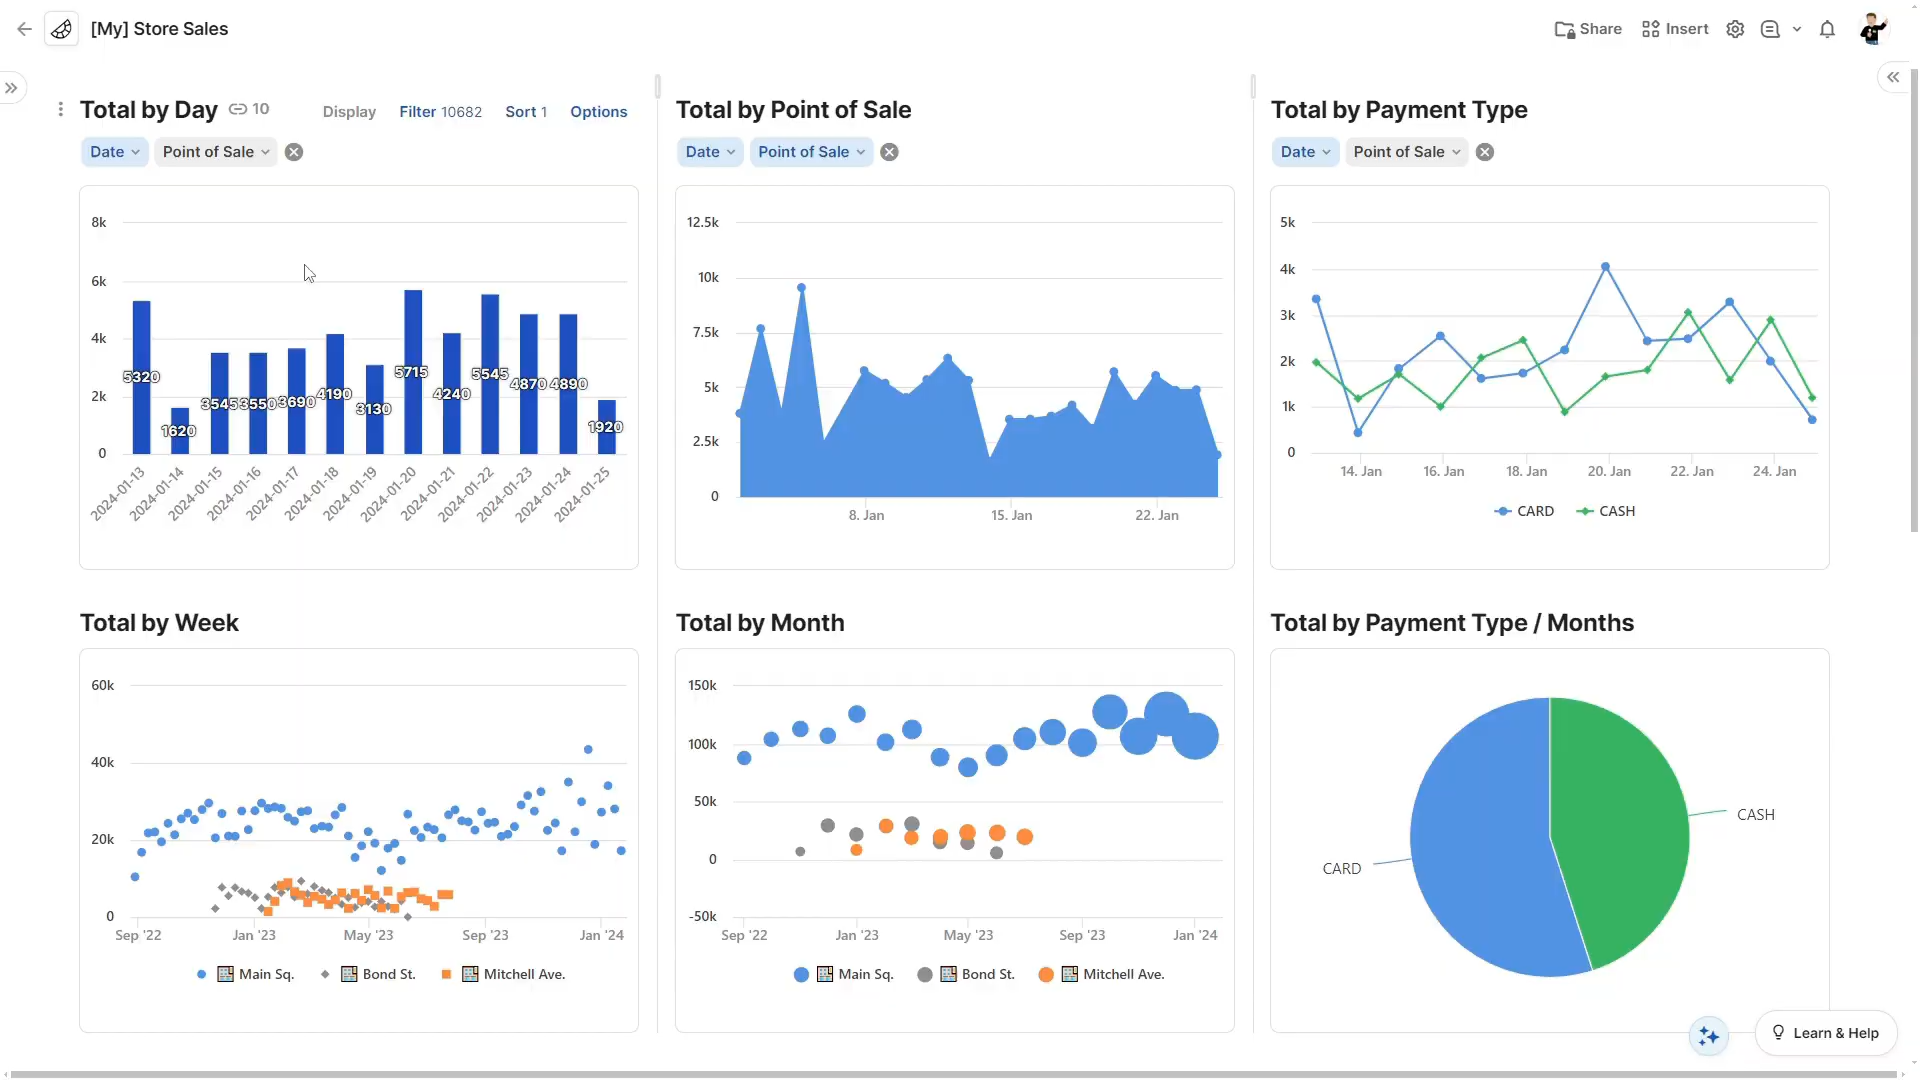 [My] Store Sales
Share
Insert
Total by Day
10
Display
Filter 10682
Sort 1
Options
Date
Point of Sale
8k
6k
4k
2k
0
5320
1620
3545
3550
3690
4190
3130
5715
4240
5545
4870
4890
1920
2024-01-13
2024-01-14
2024-01-15
2024-01-16
2024-01-17
2024-01-18
2024-01-19
2024-01-20
2024-01-21
2024-01-22
2024-01-23
2024-01-24
2024-01-25
Total by Point of Sale
Date
Point of Sale
12.5k
10k
7.5k
5k
2.5k
0
8. Jan
15. Jan
22. Jan
Total by Payment Type
Date
Point of Sale
5k
4k
3k
2k
1k
0
14. Jan
16. Jan
18. Jan
20. Jan
22. Jan
24. Jan
CARD
CASH
Total by Week
60k
40k
20k
0
Sep '22
Jan '23
May '23
Sep '23
Jan '24
Main Sq.
Bond St.
Mitchell Ave.
Total by Month
150k
100k
50k
0
-50k
Sep '22
Jan '23
May '23
Sep '23
Jan '24
Main Sq.
Bond St.
Mitchell Ave.
Total by Payment Type / Months
CASH
CARD
Learn & Help